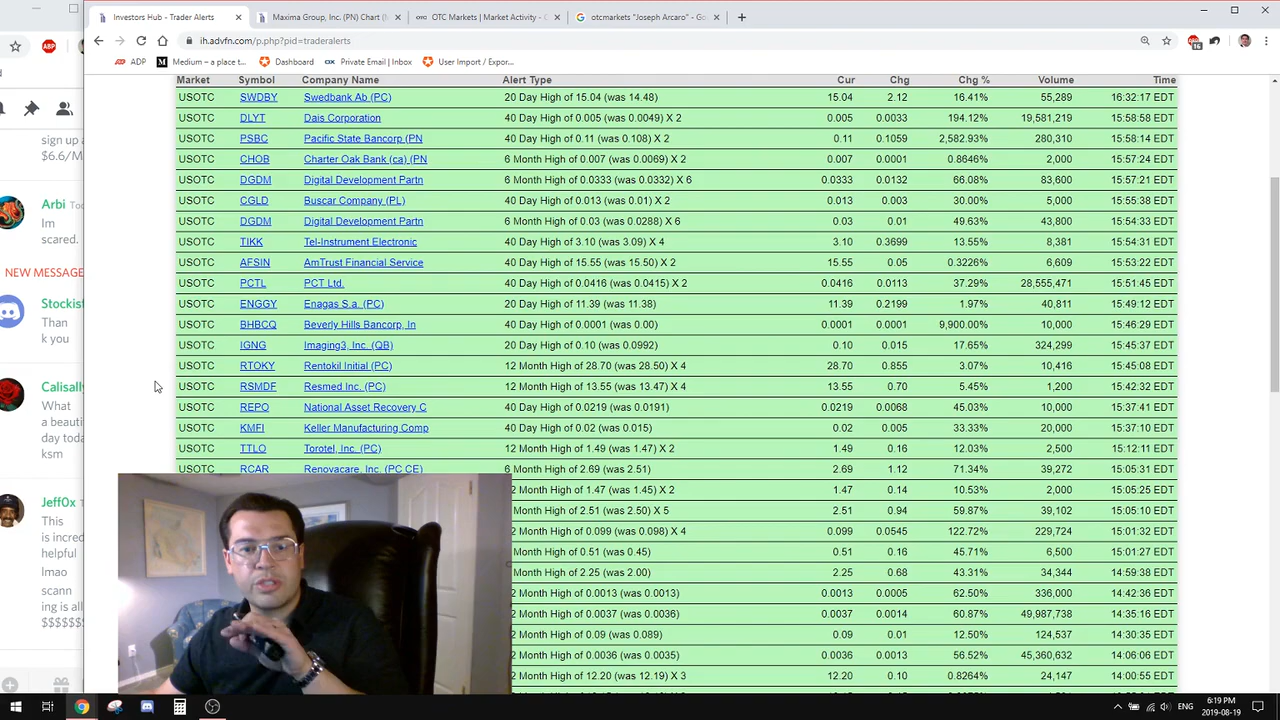 Investors Hub - Trader Alerts
Maxima Group, Inc. (PN) Chart (M
OTC Markets | Market Activity - C
otcmarkets "Joseph Arcaro" - Go
ih.advfn.com/p.php?pid=traderalerts
ADP
Medium – a place t...
Dashboard
Private Email | Inbox
User Import / Expor...
Market Symbol Company Name Alert Type Cur Chg Chg % Volume Time
USOTC SWDBY Swedbank Ab (PC) 20 Day High of 15.04 (was 14.48) 15.04 2.12 16.41% 55,289 16:32:17 EDT
USOTC DLYT Dais Corporation 40 Day High of 0.005 (was 0.0049) X 2 0.005 0.0033 194.12% 19,581,219 15:58:58 EDT
USOTC PSBC Pacific State Bancorp (PN 40 Day High of 0.11 (was 0.108) X 2 0.11 0.1059 2,582.93% 280,310 15:58:14 EDT
USOTC CHOB Charter Oak Bank (ca) (PN 6 Month High of 0.007 (was 0.0069) X 2 0.007 0.0001 0.8646% 2,000 15:57:24 EDT
USOTC DGDM Digital Development Partn 6 Month High of 0.0333 (was 0.0332) X 6 0.0333 0.0132 66.08% 83,600 15:57:21 EDT
USOTC CGLD Buscar Company (PL) 40 Day High of 0.013 (was 0.01) X 2 0.013 0.003 30.00% 5,000 15:55:38 EDT
USOTC DGDM Digital Development Partn 6 Month High of 0.03 (was 0.0288) X 6 0.03 0.01 49.63% 43,800 15:54:33 EDT
USOTC TIKK Tel-Instrument Electronic 40 Day High of 3.10 (was 3.09) X 4 3.10 0.3699 13.55% 8,381 15:54:31 EDT
USOTC AFSIN AmTrust Financial Service 40 Day High of 15.55 (was 15.50) X 2 15.55 0.05 0.3226% 6,609 15:53:22 EDT
USOTC PCTL PCT Ltd. 40 Day High of 0.0416 (was 0.0415) X 2 0.0416 0.0113 37.29% 28,555,471 15:51:45 EDT
USOTC ENGGY Enagas S.a. (PC) 20 Day High of 11.39 (was 11.38) 11.39 0.2199 1.97% 40,811 15:49:12 EDT
USOTC BHBCQ Beverly Hills Bancorp, In 40 Day High of 0.0001 (was 0.00) 0.0001 0.0001 9,900.00% 10,000 15:46:29 EDT
USOTC IGNG Imaging3, Inc. (QB) 20 Day High of 0.10 (was 0.0992) 0.10 0.015 17.65% 324,299 15:45:37 EDT
USOTC RTOKY Rentokil Initial (PC) 12 Month High of 28.70 (was 28.50) X 4 28.70 0.855 3.07% 10,416 15:45:08 EDT
USOTC RSMDF Resmed Inc. (PC) 12 Month High of 13.55 (was 13.47) X 4 13.55 0.70 5.45% 1,200 15:42:32 EDT
USOTC REPO National Asset Recovery C 40 Day High of 0.0219 (was 0.0191) 0.0219 0.0068 45.03% 10,000 15:37:41 EDT
USOTC KMFI Keller Manufacturing Comp 40 Day High of 0.02 (was 0.015) 0.02 0.005 33.33% 20,000 15:37:10 EDT
USOTC TTLO Torotel, Inc. (PC) 12 Month High of 1.49 (was 1.47) X 2 1.49 0.16 12.03% 2,500 15:12:11 EDT
USOTC RCAR Renovacare, Inc. (PC CE) 6 Month High of 2.69 (was 2.51) 2.69 1.12 71.34% 39,272 15:05:31 EDT
2 Month High of 1.47 (was 1.45) X 2 1.47 0.14 10.53% 2,000 15:05:25 EDT
Month High of 2.51 (was 2.50) X 5 2.51 0.94 59.87% 39,102 15:05:10 EDT
2 Month High of 0.099 (was 0.098) X 4 0.099 0.0545 122.72% 229,724 15:01:32 EDT
Month High of 0.51 (was 0.45) 0.51 0.16 45.71% 6,500 15:01:27 EDT
Month High of 2.25 (was 2.00) 2.25 0.68 43.31% 34,344 14:59:38 EDT
2 Month High of 0.0013 (was 0.0013) 0.0013 0.0005 62.50% 336,000 14:42:36 EDT
2 Month High of 0.0037 (was 0.0036) 0.0037 0.0014 60.87% 49,987,738 14:35:16 EDT
2 Month High of 0.09 (was 0.089) 0.09 0.01 12.50% 124,537 14:30:35 EDT
2 Month High of 0.0036 (was 0.0035) 0.0036 0.0013 56.52% 45,360,632 14:06:06 EDT
2 Month High of 12.20 (was 12.19) X 3 12.20 0.10 0.8264% 24,147 14:00:55 EDT
sign up a
$6.6/M
Arbi To
Im
scared.
NEW MESSAGE
Stockist
Than
k you
Calisally
What
a beauti
day toda
ksm
Jeff0x
This
is incred
helpful
lmao
scann
ing is all
$$$$$$
ENG
6:19 PM
2019-08-19